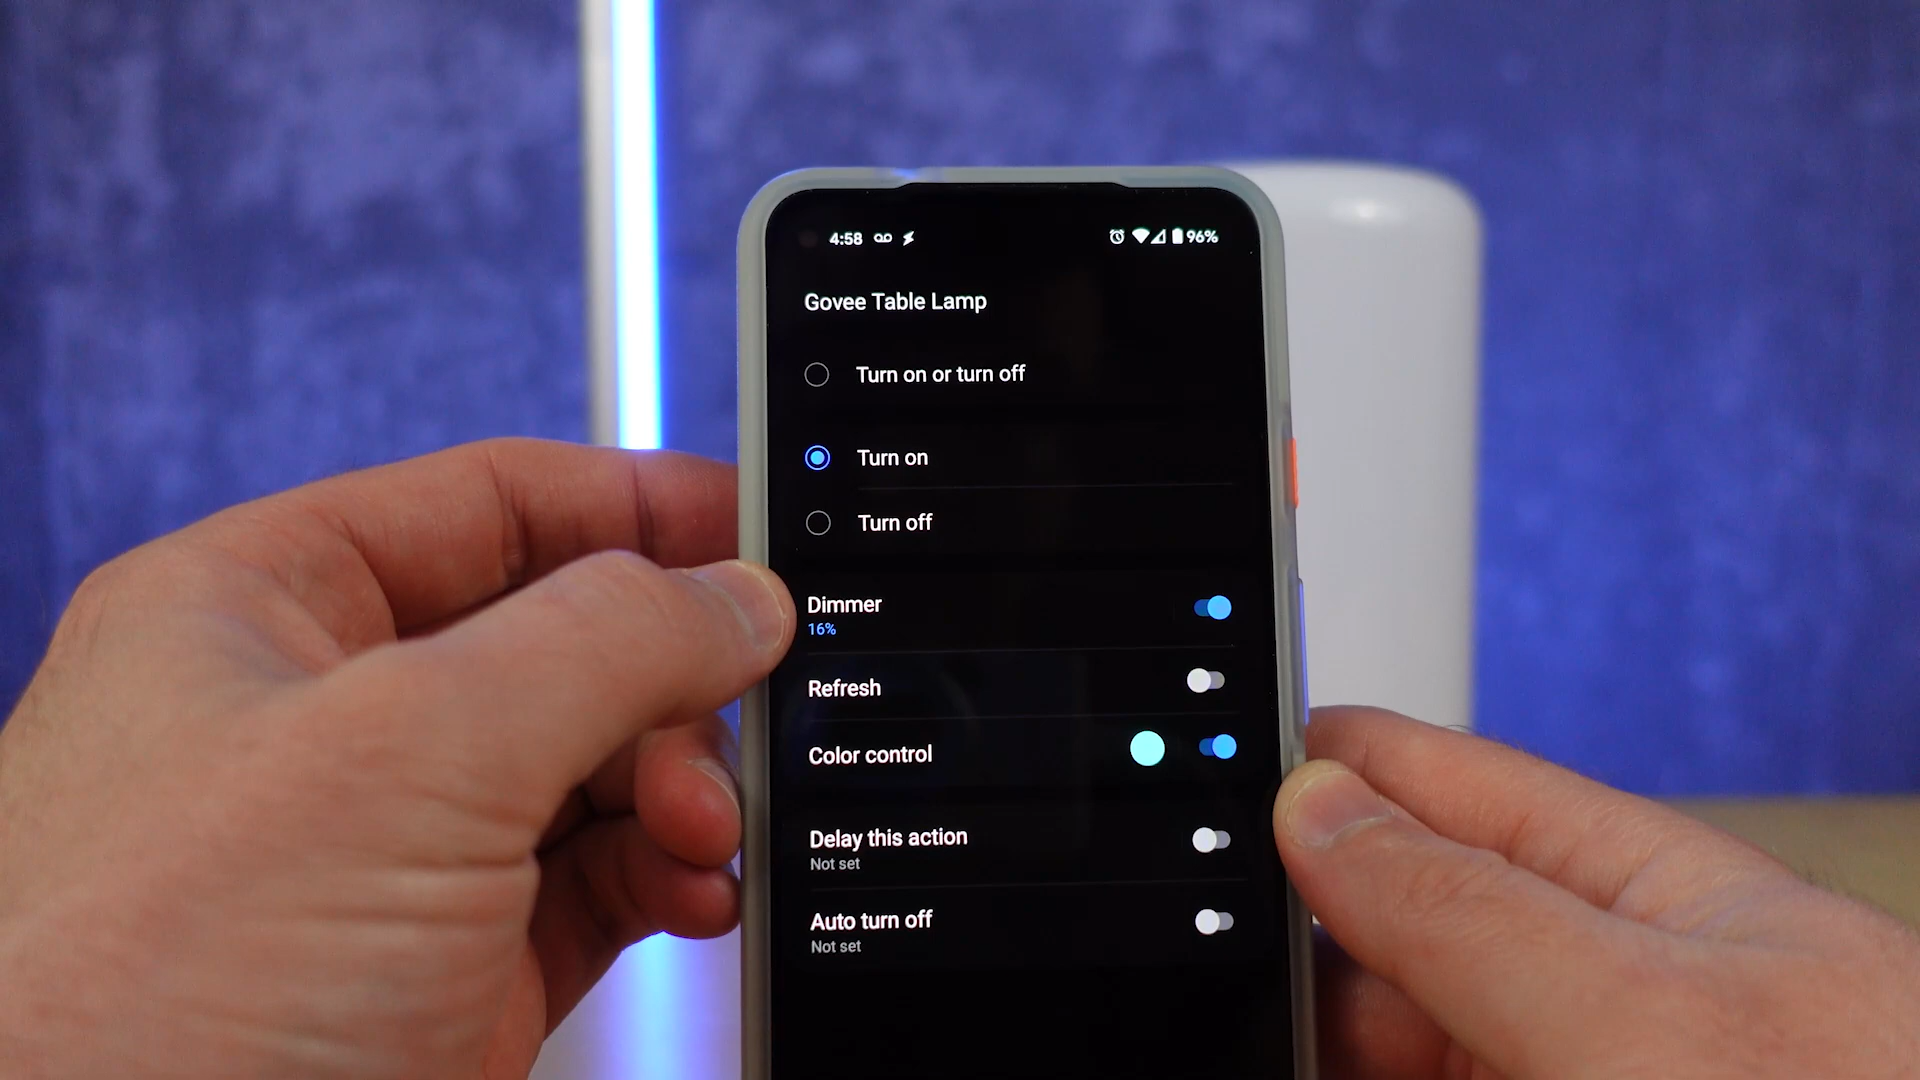 4:58
96%
Govee Table Lamp
Turn on or turn off
Turn on
Turn off
Dimmer
16%
Refresh
Color control
Delay this action
Not set
Auto turn off
Not set